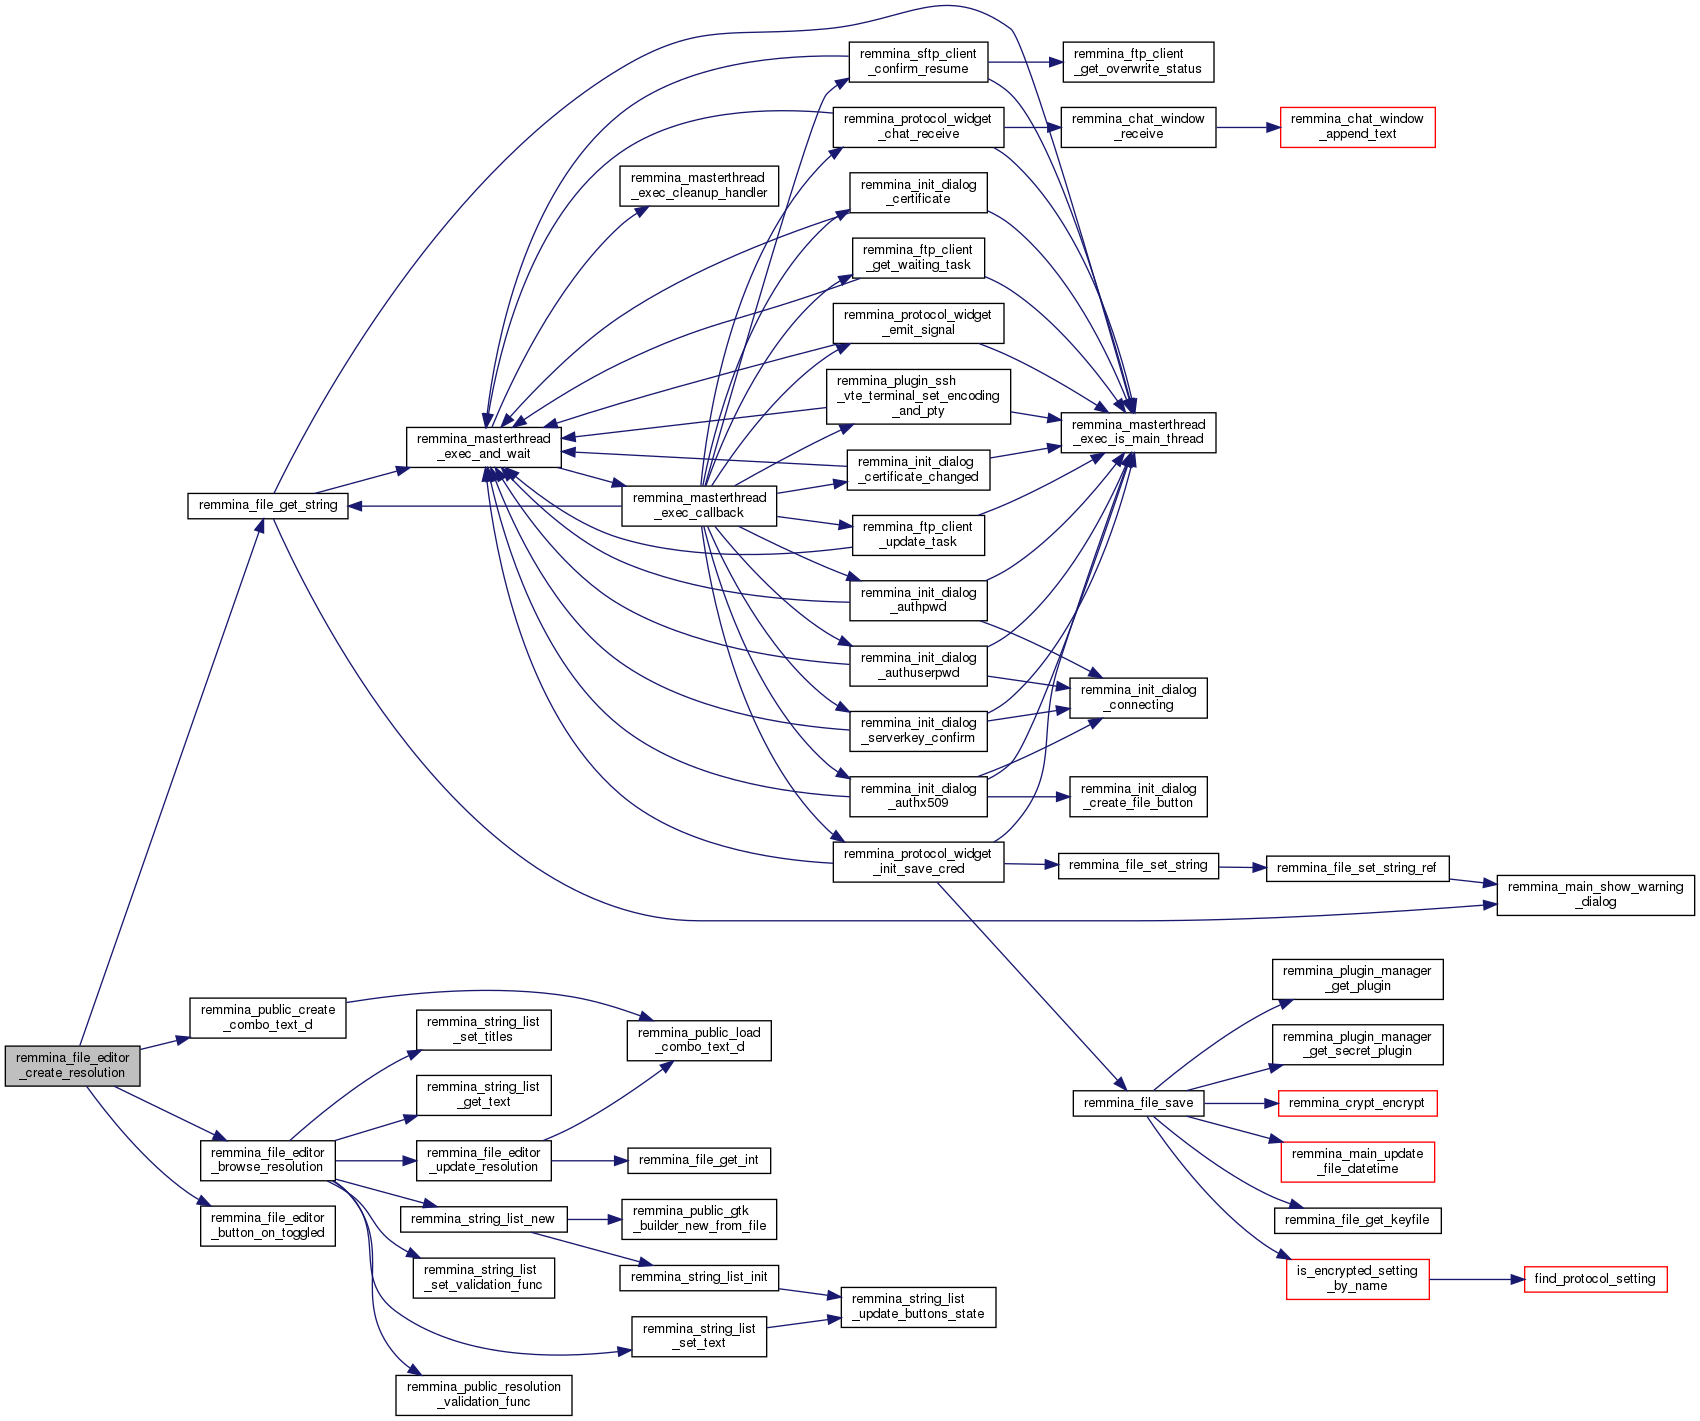 remmina_sftp_client
_confirm_resume
remmina_ftp_client
_get_overwrite_status
remmina_protocol_widget
_chat_receive
remmina_chat_window
_receive
remmina_chat_window
_append_text
remmina_masterthread
_exec_cleanup_handler
remmina_init_dialog
_certificate
remmina_ftp_client
_get_waiting_task
remmina_protocol_widget
_emit_signal
remmina_plugin_ssh
_vte_terminal_set_encoding
_and_pty
remmina_masterthread
_exec_is_main_thread
remmina_masterthread
_exec_and_wait
remmina_init_dialog
_certificate_changed
remmina_file_get_string
remmina_masterthread
_exec_callback
remmina_ftp_client
_update_task
remmina_init_dialog
_authpwd
remmina_init_dialog
_authuserpwd
remmina_init_dialog
_connecting
remmina_init_dialog
_serverkey_confirm
remmina_init_dialog
_authx509
remmina_init_dialog
_create_file_button
remmina_protocol_widget
_init_save_cred
remmina_file_set_string
remmina_file_set_string_ref
remmina_main_show_warning
_dialog
remmina_plugin_manager
_get_plugin
remmina_public_create
_combo_text_d
remmina_string_list
_set_titles
remmina_public_load
_combo_text_d
remmina_plugin_manager
_get_secret_plugin
remmina_file_editor
_create_resolution
remmina_string_list
_get_text
remmina_file_save
remmina_crypt_encrypt
remmina_file_editor
_browse_resolution
remmina_file_editor
_update_resolution
remmina_file_get_int
remmina_main_update
_file_datetime
remmina_file_editor
_button_on_toggled
remmina_string_list_new
remmina_public_gtk
_builder_new_from_file
remmina_file_get_keyfile
remmina_string_list
_set_validation_func
remmina_string_list_init
is_encrypted_setting
_by_name
find_protocol_setting
remmina_string_list
_update_buttons_state
remmina_string_list
_set_text
remmina_public_resolution
_validation_func